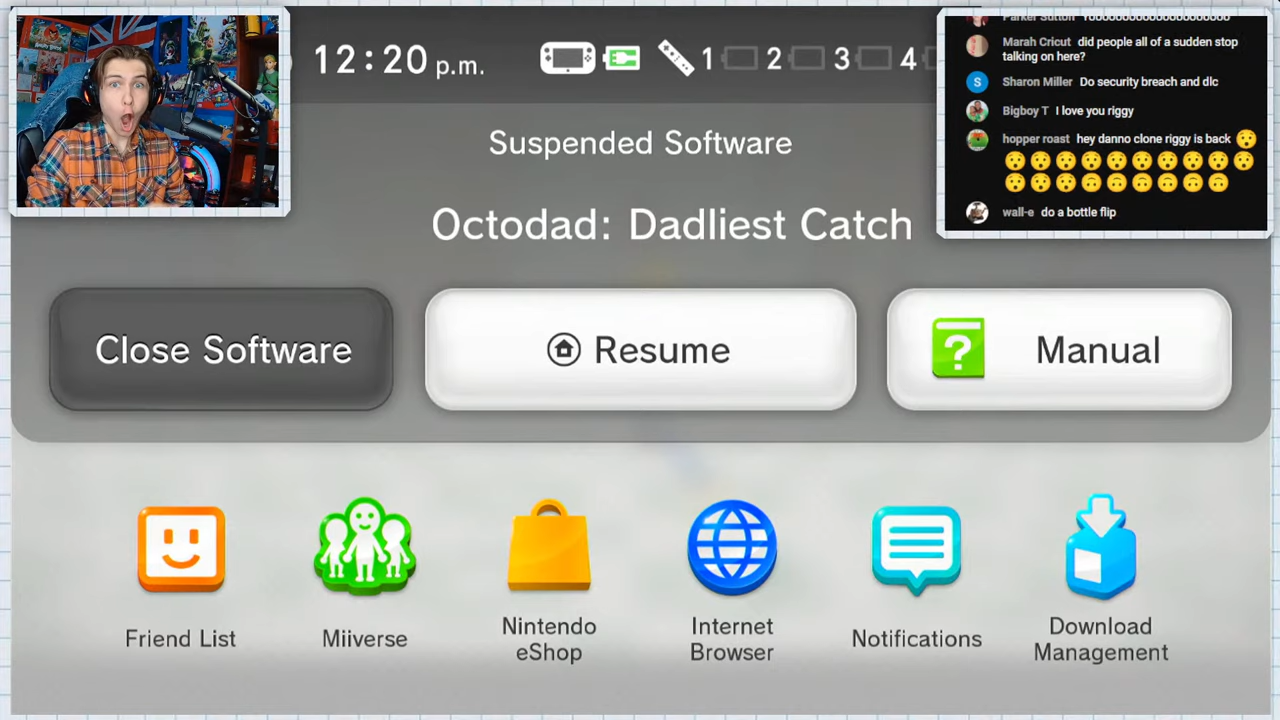 12:20 p.m.
1 2 3 4
Suspended Software
Octodad: Dadliest Catch
Close Software
Resume
? Manual
Friend List
Miiverse
Nintendo
eShop
Internet
Browser
Notifications
Download
Management
Parker Sutton
Marah Cricut did people all of a sudden stop
talking on here?
S Sharon Miller Do security breach and dlc
Bigboy T I love you riggy
hopper roast hey danno clone riggy is back 😯
😯😯😯😯😯😯😯😯😯😯
😯😯😯🙃🙃🙃🙃🙃🙃
wall-e do a bottle flip